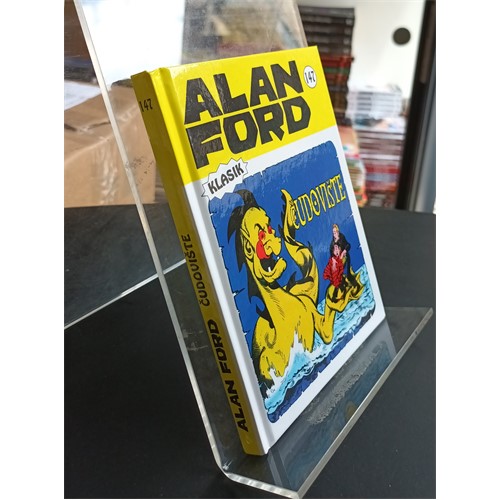 ALAN
FORD
147
KLASIK
ČUDOVIŠTE
147
ČUDOVIŠTE
ALAN FORD